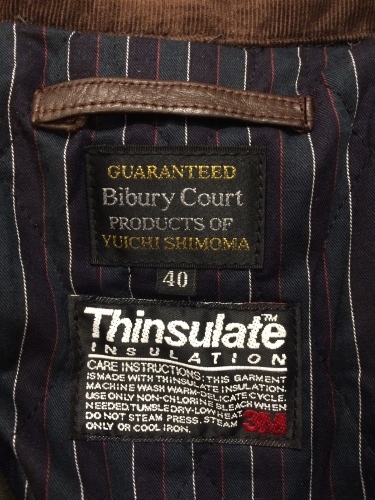 GUARANTEED
Bibury Court
PRODUCTS OF
YUICHI SHIMOMA
40
Thinsulate™
INSULATION
CARE INSTRUCTIONS: THIS GARMENT
IS MADE WITH THINSULATE INSULATION.
MACHINE WASH WARM-DELICATE CYCLE.
USE ONLY NON-CHLORINE BLEACH WHEN
NEEDED TUMBLE DRY-LOW HEAT.
DO NOT STEAM PRESS. STEAM
ONLY OR COOL IRON.
3M